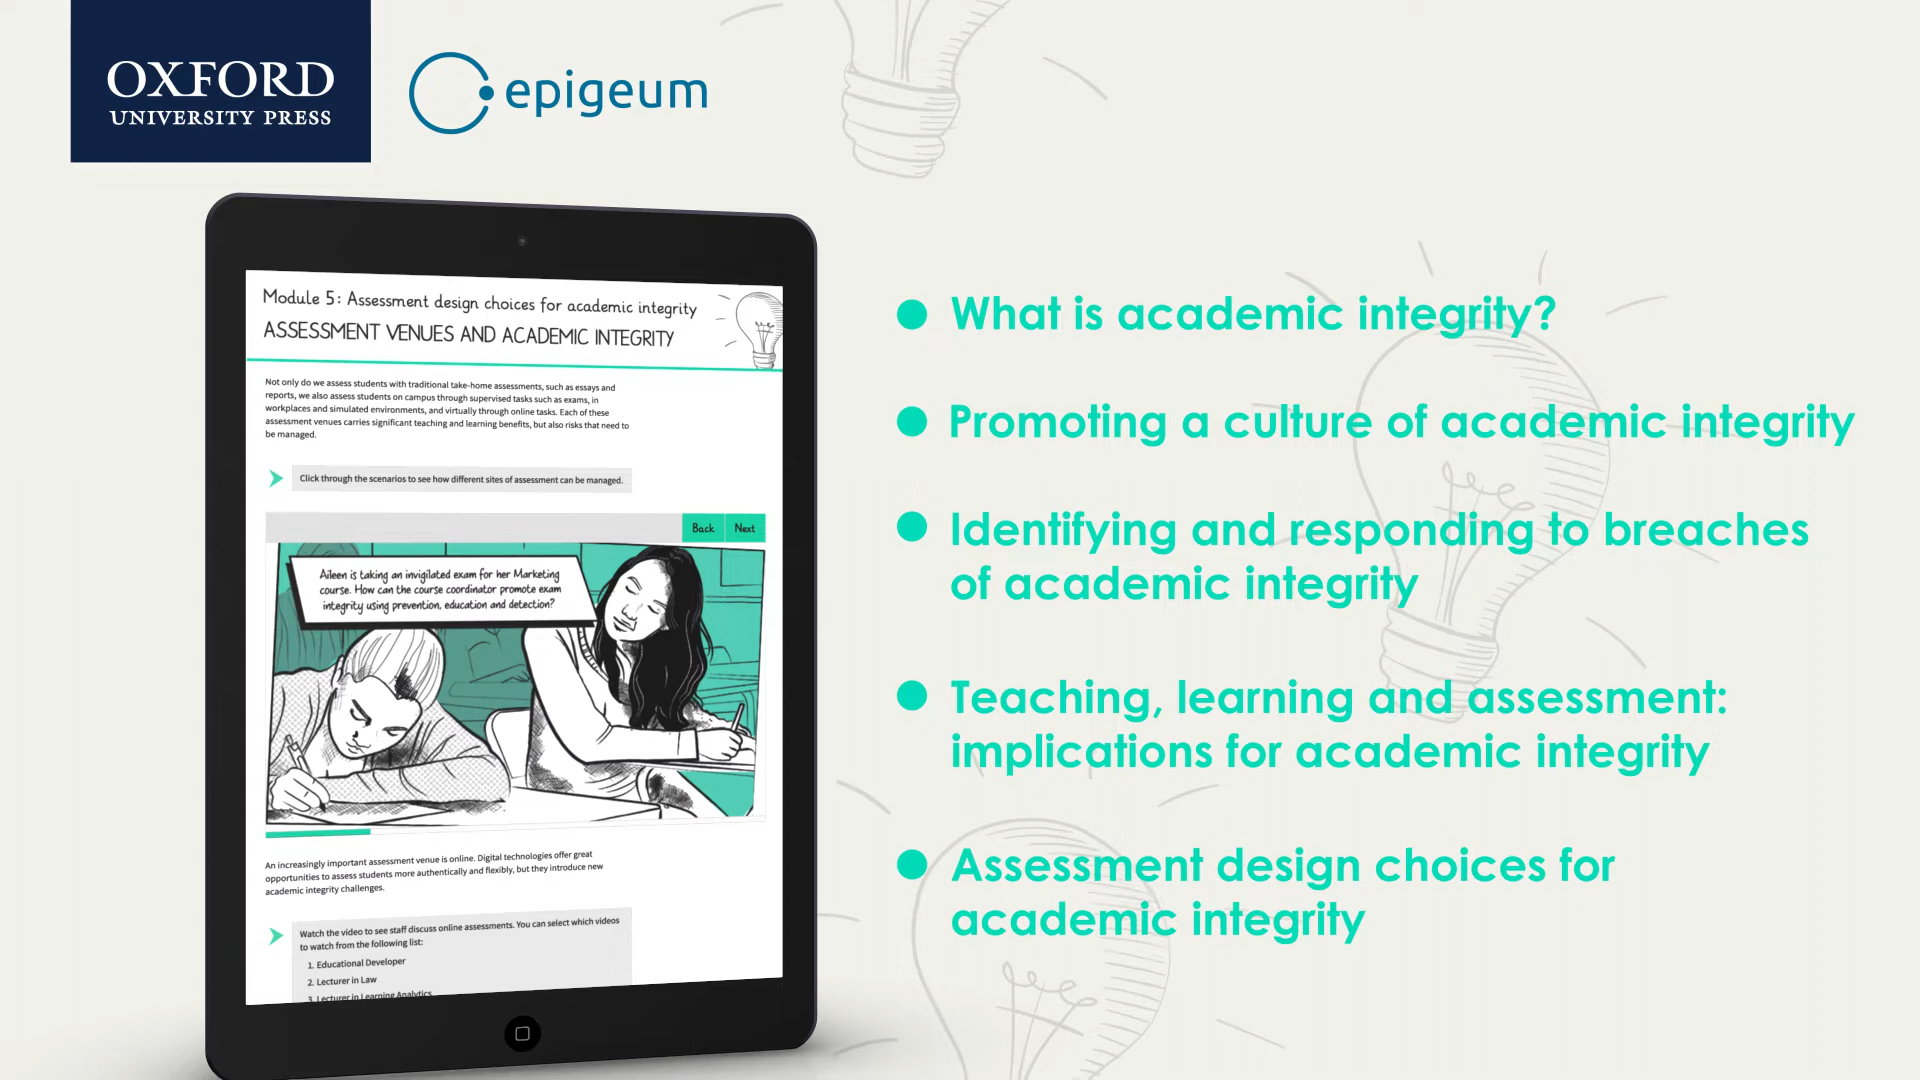 OXFORD
UNIVERSITY PRESS
epigeum
Module 5: Assessment design choices for academic integrity
ASSESSMENT VENUES AND ACADEMIC INTEGRITY
Not only do we assess students with traditional take-home assessments, such as essays and
reports, we also assess students on campus through supervised tasks such as exams, in
workplaces and simulated environments, and virtually through online tasks. Each of these
assessment venues carries significant teaching and learning benefits, but also risks that need to
be managed.
Click through the scenarios to see how different sites of assessment can be managed.
Back Next
Aileen is taking an invigilated exam for her Marketing
course. How can the course coordinator promote exam
integrity using prevention, education and detection?
An increasingly important assessment venue is online. Digital technologies offer great
opportunities to assess students more authentically and flexibly, but they introduce new
academic integrity challenges.
Watch the video to see staff discuss online assessments. You can select which videos
to watch from the following list:
1. Educational Developer
2. Lecturer in Law
3. Lecturer in Learning Analytics
● What is academic integrity?
● Promoting a culture of academic integrity
● Identifying and responding to breaches
of academic integrity
● Teaching, learning and assessment:
implications for academic integrity
● Assessment design choices for
academic integrity